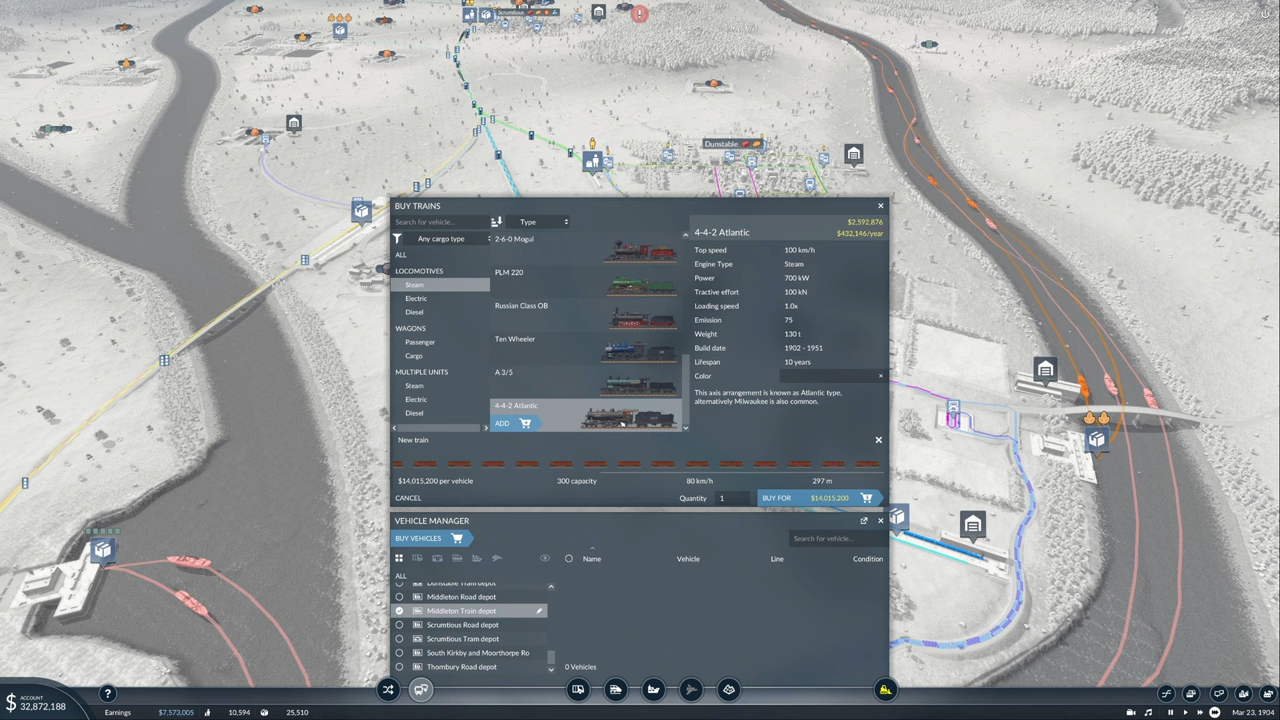 Scrumtious
Dunstable
BUY TRAINS
Search for vehicle...
Type
Any cargo type
ALL
LOCOMOTIVES
Steam
Electric
Diesel
WAGONS
Passenger
Cargo
MULTIPLE UNITS
Steam
Electric
Diesel
2-6-0 Mogul
PLM 220
Russian Class OB
Ten Wheeler
A 3/5
4-4-2 Atlantic
ADD
$2,592,876
4-4-2 Atlantic
$432,146/year
Top speed 100 km/h
Engine Type Steam
Power 700 kW
Tractive effort 100 kN
Loading speed 1.0x
Emission 75
Weight 130 t
Build date 1902 - 1951
Lifespan 10 years
Color
This axis arrangement is known as Atlantic type,
alternatively Milwaukee is also common.
New train
$14,015,200 per vehicle 300 capacity 80 km/h 297 m
CANCEL Quantity 1 BUY FOR $14,015,200
VEHICLE MANAGER
BUY VEHICLES Search for vehicle...
Name Vehicle Line Condition
ALL
Dunstable Train depot
Middleton Road depot
Middleton Train depot
Scrumtious Road depot
Scrumtious Tram depot
South Kirkby and Moorthorpe Ro
Thornbury Road depot 0 Vehicles
$ ACCOUNT
32,872,188
?
Earnings $7,573,005 10,594 25,510 Mar 23, 1904